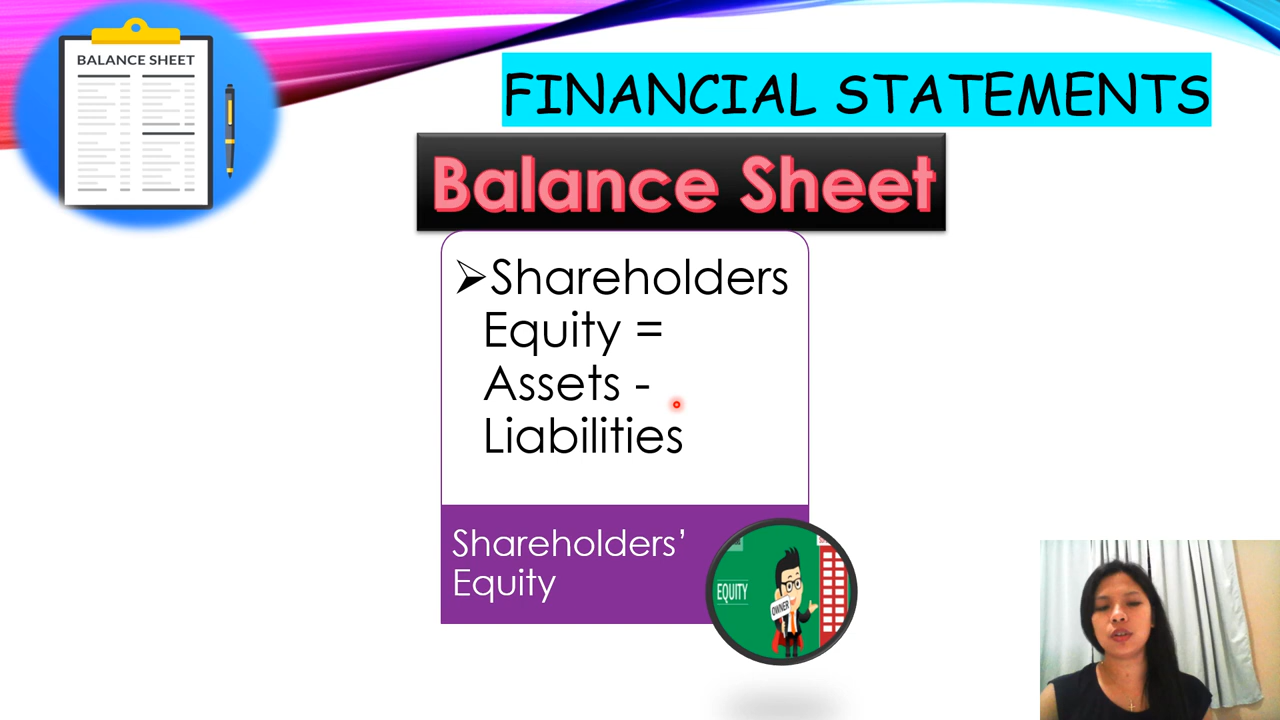 BALANCE SHEET
FINANCIAL STATEMENTS
Balance Sheet
➢Shareholders
Equity =
Assets -
Liabilities
Shareholders’
Equity
EQUITY
OWNER